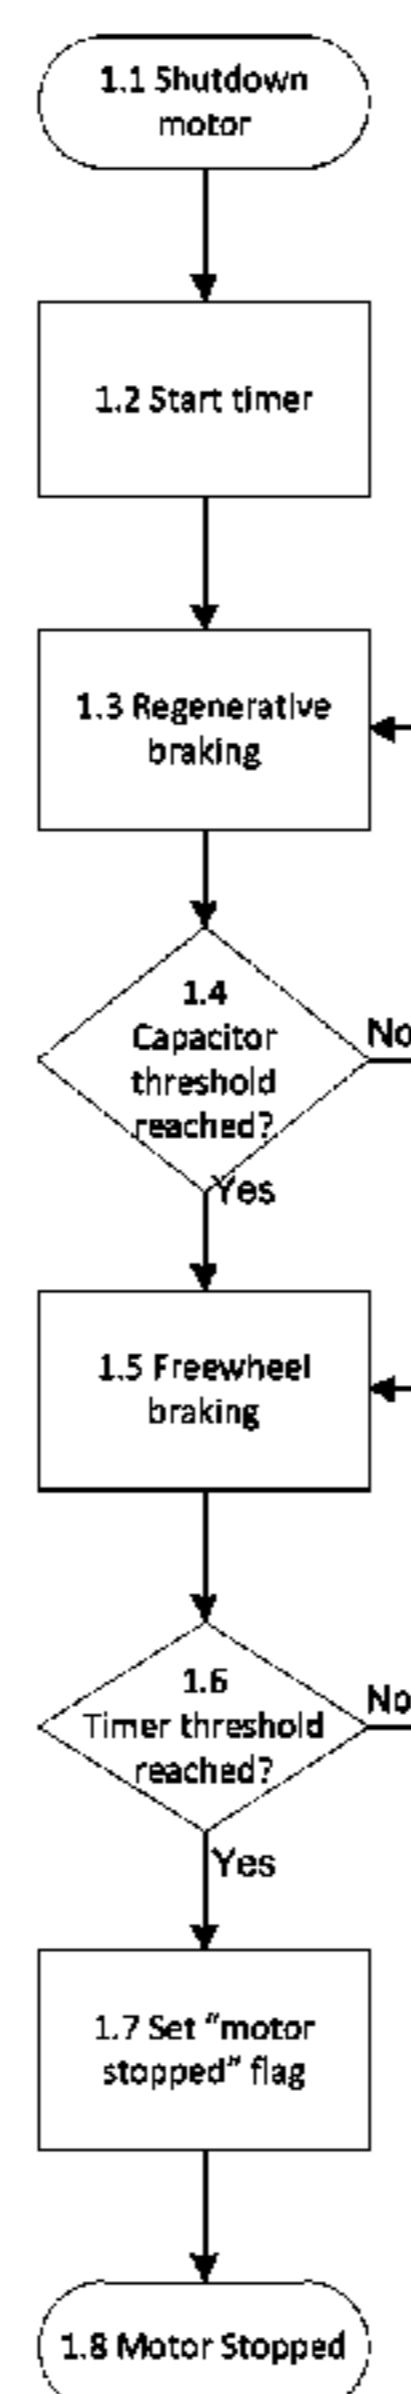 1.1 Shutdown
motor
1.2 Start timer
1.3 Regenerative
braking
1.4
Capacitor
threshold
reached?
No
Yes
1.5 Freewheel
braking
1.6
Timer threshold
reached?
No
Yes
1.7 Set “motor
stopped” flag
1.8 Motor Stopped